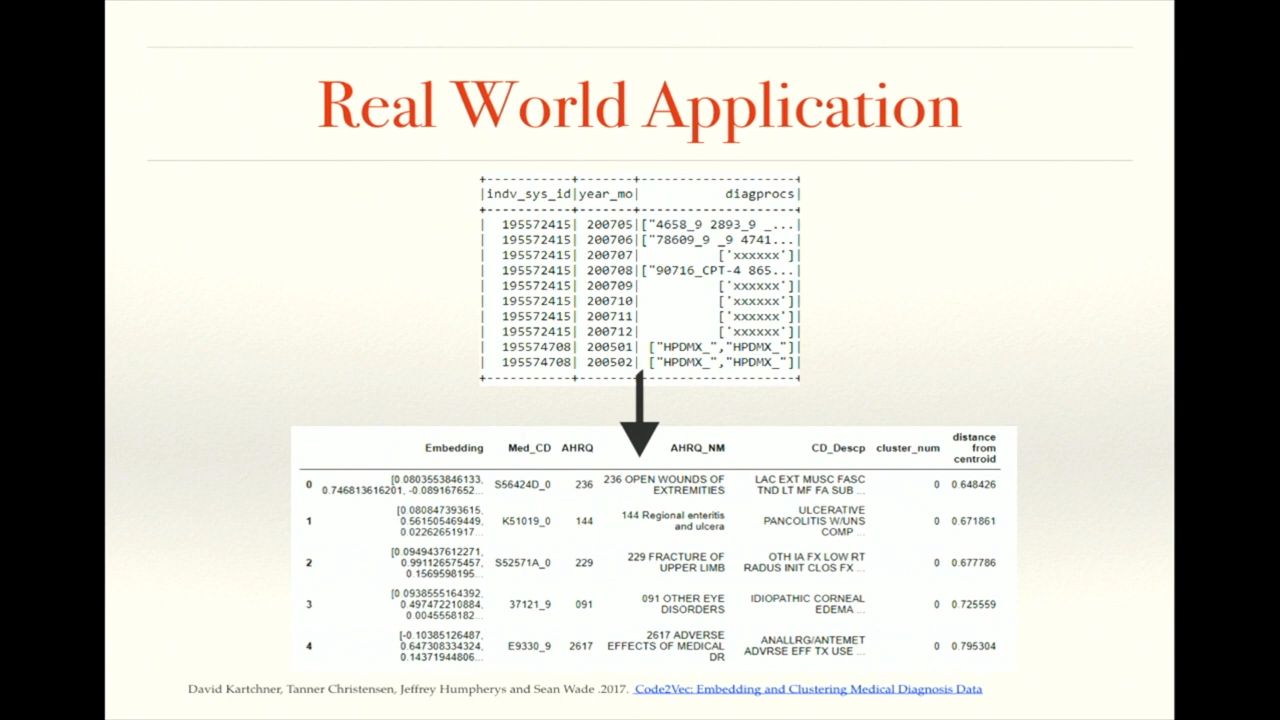 Real World Application
+----------+-------+--------------------+
|indv_sys_id|year_mo| diagprocs|
+----------+-------+--------------------+
| 195572415| 200705|["4658_9 2893_9 _...|
| 195572415| 200706|["78609_9 _9 4741...|
| 195572415| 200707| ['xxxxxx']|
| 195572415| 200708|["90716_CPT-4 865...|
| 195572415| 200709| ['xxxxxx']|
| 195572415| 200710| ['xxxxxx']|
| 195572415| 200711| ['xxxxxx']|
| 195572415| 200712| ['xxxxxx']|
| 195574708| 200501| ["HPDMX_","HPDMX_"]|
| 195574708| 200502| ["HPDMX_","HPDMX_"]|
+----------+-------+--------------------+
distance
Embedding Med_CD AHRQ AHRQ_NM CD_Descp cluster_num from
centroid
[0.0803553846133, 236 OPEN WOUNDS OF LAC EXT MUSC FASC
0 0.746813616201, -0.089167652... S56424D_0 236 EXTREMITIES TND LT MF FA SUB ... 0 0.648426
[0.080847393615, ULCERATIVE
1 0.561505469449, K51019_0 144 144 Regional enteritis PANCOLITIS W/UNS 0 0.671861
0.02262651917... and ulcera COMP ...
[0.0949437612271, 229 FRACTURE OF OTH IA FX LOW RT
2 0.991126575457, S52571A_0 229 UPPER LIMB RADUS INIT CLOS FX ... 0 0.677786
0.1569598195...
[0.0938555164392, 091 OTHER EYE IDIOPATHIC CORNEAL
3 0.497472210884, 37121_9 091 DISORDERS EDEMA ... 0 0.725559
0.0045558182...
[-0.10385126487, 2617 ADVERSE ANALLRG/ANTEMET
4 0.647308334324, E9330_9 2617 EFFECTS OF MEDICAL ADVRSE EFF TX USE ... 0 0.795304
0.14371944806... DR
David Kartchner, Tanner Christensen, Jeffrey Humpherys and Sean Wade .2017. Code2Vec: Embedding and Clustering Medical Diagnosis Data